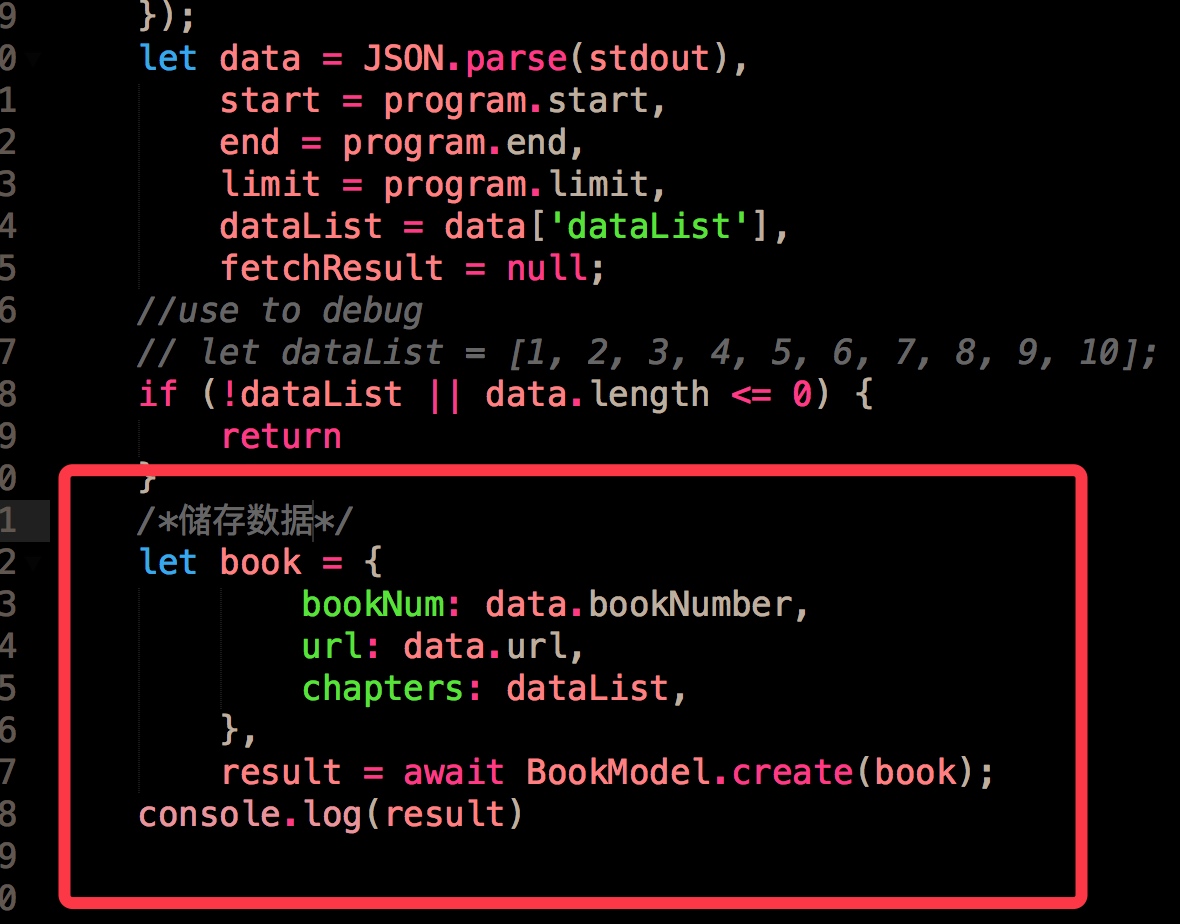 9 });
0 let data = JSON.parse(stdout),
1 start = program.start,
2 end = program.end,
3 limit = program.limit,
4 dataList = data['dataList'],
5 fetchResult = null;
6 //use to debug
7 // let dataList = [1, 2, 3, 4, 5, 6, 7, 8, 9, 10];
8 if (!dataList || data.length <= 0) {
9 return
0 }
1 /*储存数据*/
2 let book = {
3 bookNum: data.bookNumber,
4 url: data.url,
5 chapters: dataList,
6 },
7 result = await BookModel.create(book);
8 console.log(result)
9
0